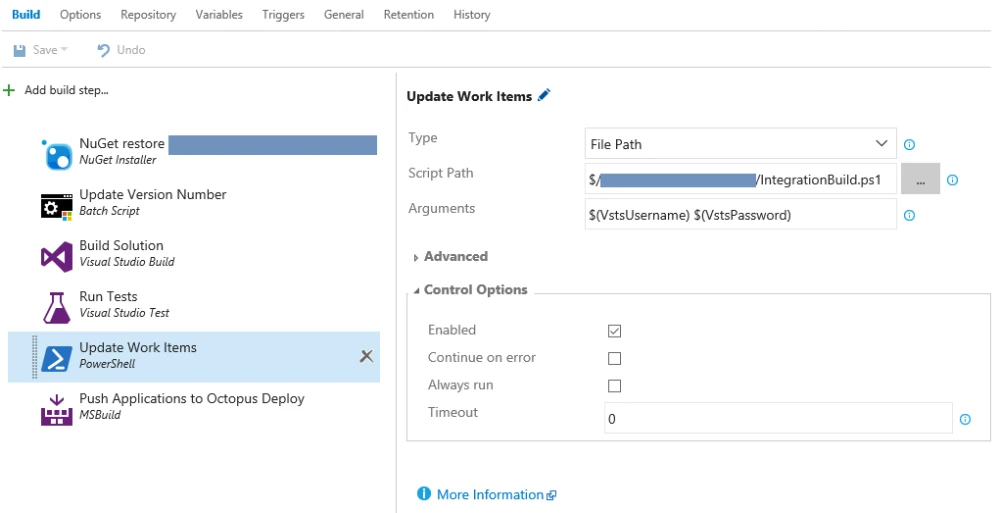 Build Options Repository Variables Triggers General Retention History
Save Undo
Add build step...
NuGet restore
NuGet Installer
Update Version Number
Batch Script
Build Solution
Visual Studio Build
Run Tests
Visual Studio Test
Update Work Items
PowerShell
Push Applications to Octopus Deploy
MSBuild
Update Work Items
Type File Path
Script Path $/ /IntegrationBuild.ps1 ...
Arguments $(VstsUsername) $(VstsPassword)
Advanced
Control Options
Enabled
Continue on error
Always run
Timeout 0
More Information